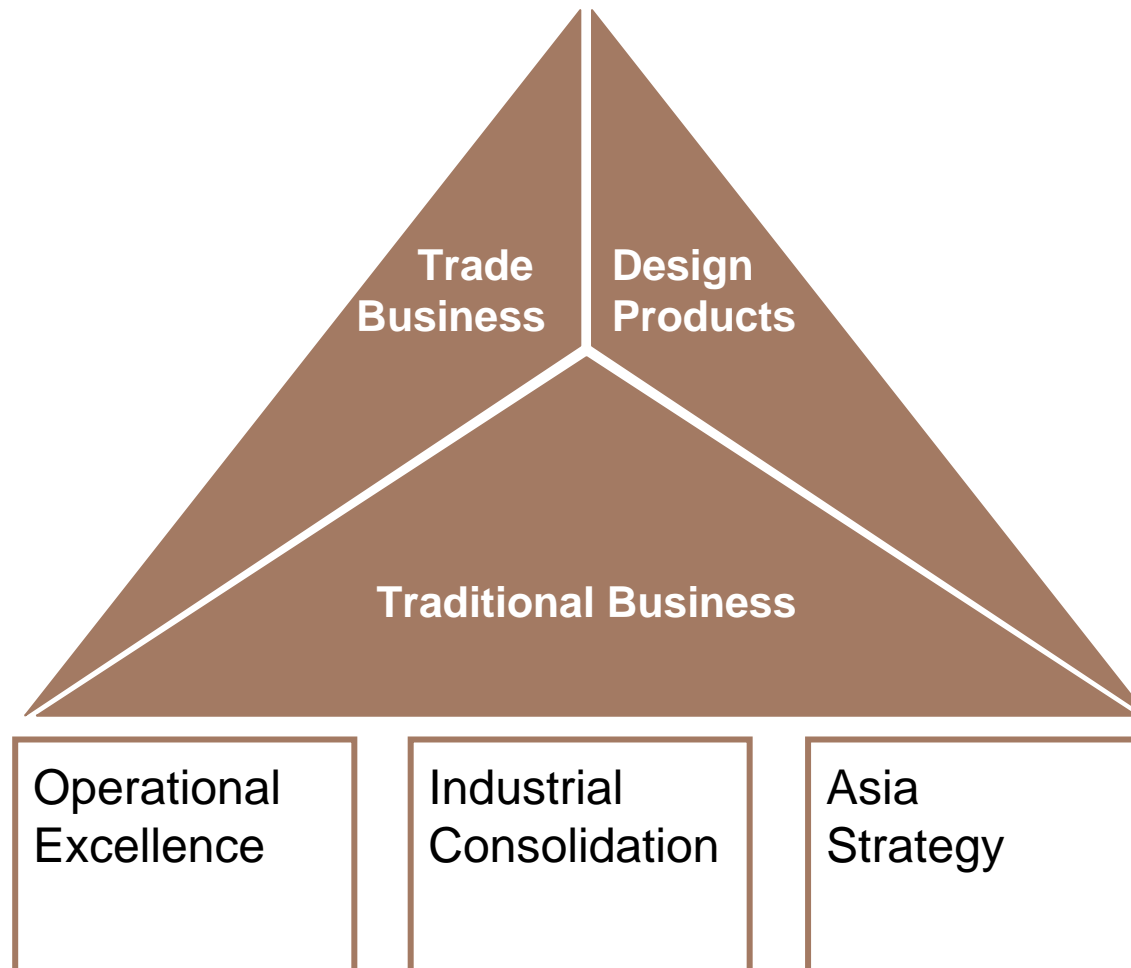 Trade
Business
Design
Products
Traditional Business
Operational
Excellence
Industrial
Consolidation
Asia
Strategy